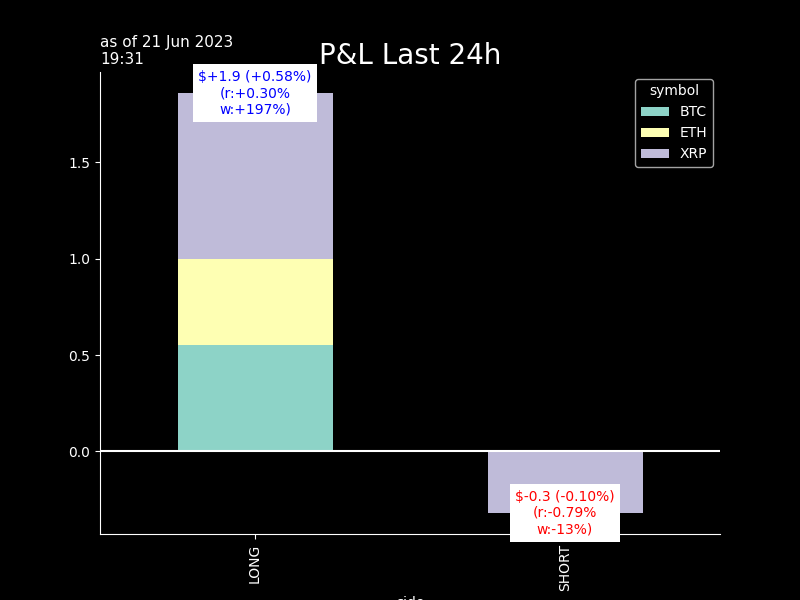 as of 21 Jun 2023
19:31
P&L Last 24h
$+1.9 (+0.58%)
(r:+0.30%
w:+197%)
symbol
BTC
ETH
XRP
1.5
1.0
0.5
0.0
$-0.3 (-0.10%)
(r:-0.79%
w:-13%)
LONG
SHORT
side